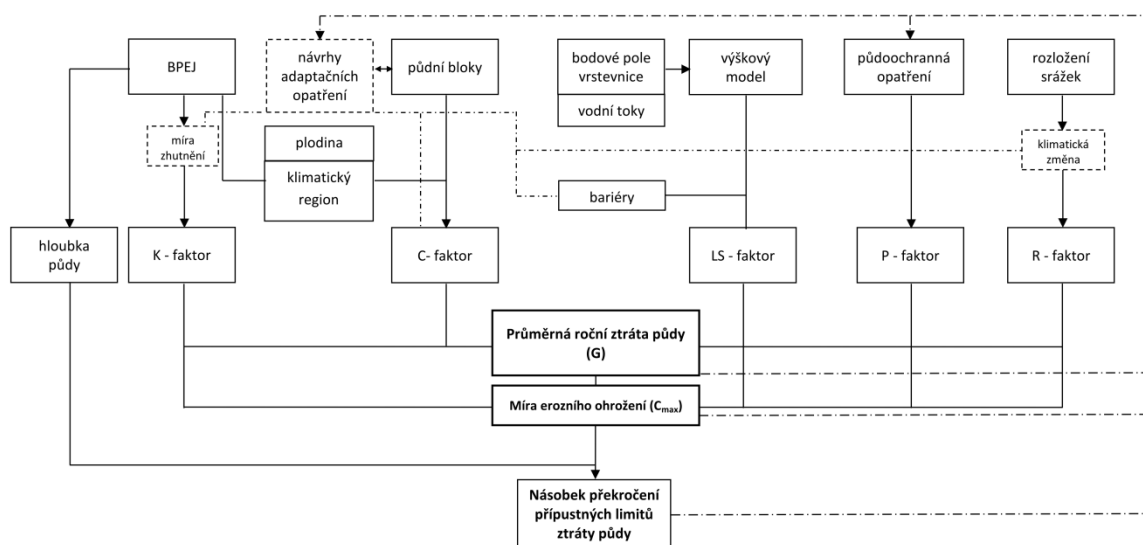 BPEJ
návrhy
adaptačních
opatření
půdní bloky
bodové pole
vrstevnice
vodní toky
výškový
model
půdoochranná
opatření
rozložení
srážek
míra
zhutnění
plodina
klimatický
region
bariéry
klimatická
změna
hloubka
půdy
K - faktor
C- faktor
LS - faktor
P - faktor
R - faktor
Průměrná roční ztráta půdy
(G)
Míra erozního ohrožení (Cmax)
Násobek překročení
přípustných limitů
ztráty půdy